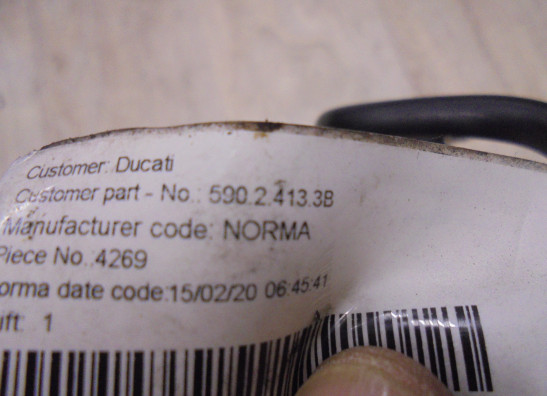 Customer: Ducati
Customer part - No.: 590.2.413.3B
Manufacturer code: NORMA
Piece No.:4269
orma date code:15/02/20 06:45:41
ift: 1